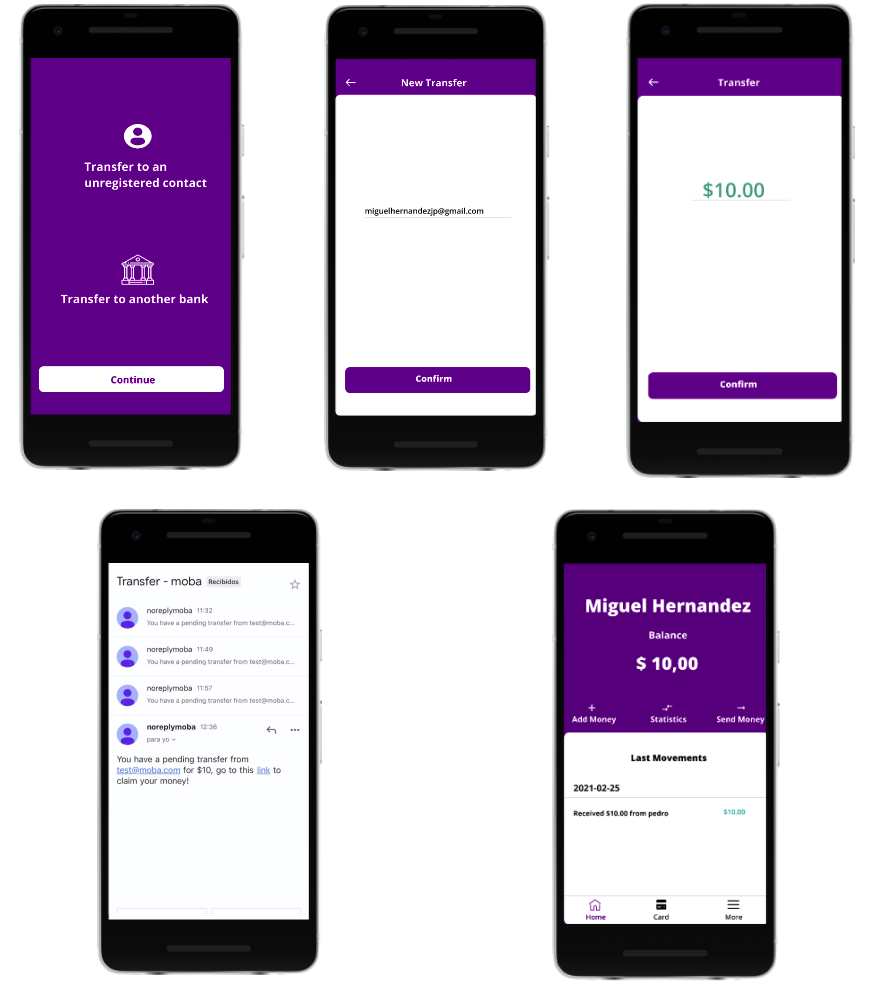 Transfer to an
unregistered contact
Transfer to another bank
Continue
New Transfer
miguelhernandezjp@gmail.com
Confirm
Transfer
$10.00
Confirm
Transfer - moba Recibidos
noreplymoba 11:32
You have a pending transfer from test@moba.c...
noreplymoba 11:49
You have a pending transfer from test@moba.c...
noreplymoba 11:57
You have a pending transfer from test@moba.c...
noreplymoba 12:36
para yo
You have a pending transfer from
test@moba.com for $10, go to this link to
claim your money!
Miguel Hernandez
Balance
$ 10,00
Add Money Statistics Send Money
Last Movements
2021-02-25
Received $10.00 from pedro $10.00
Home Card More